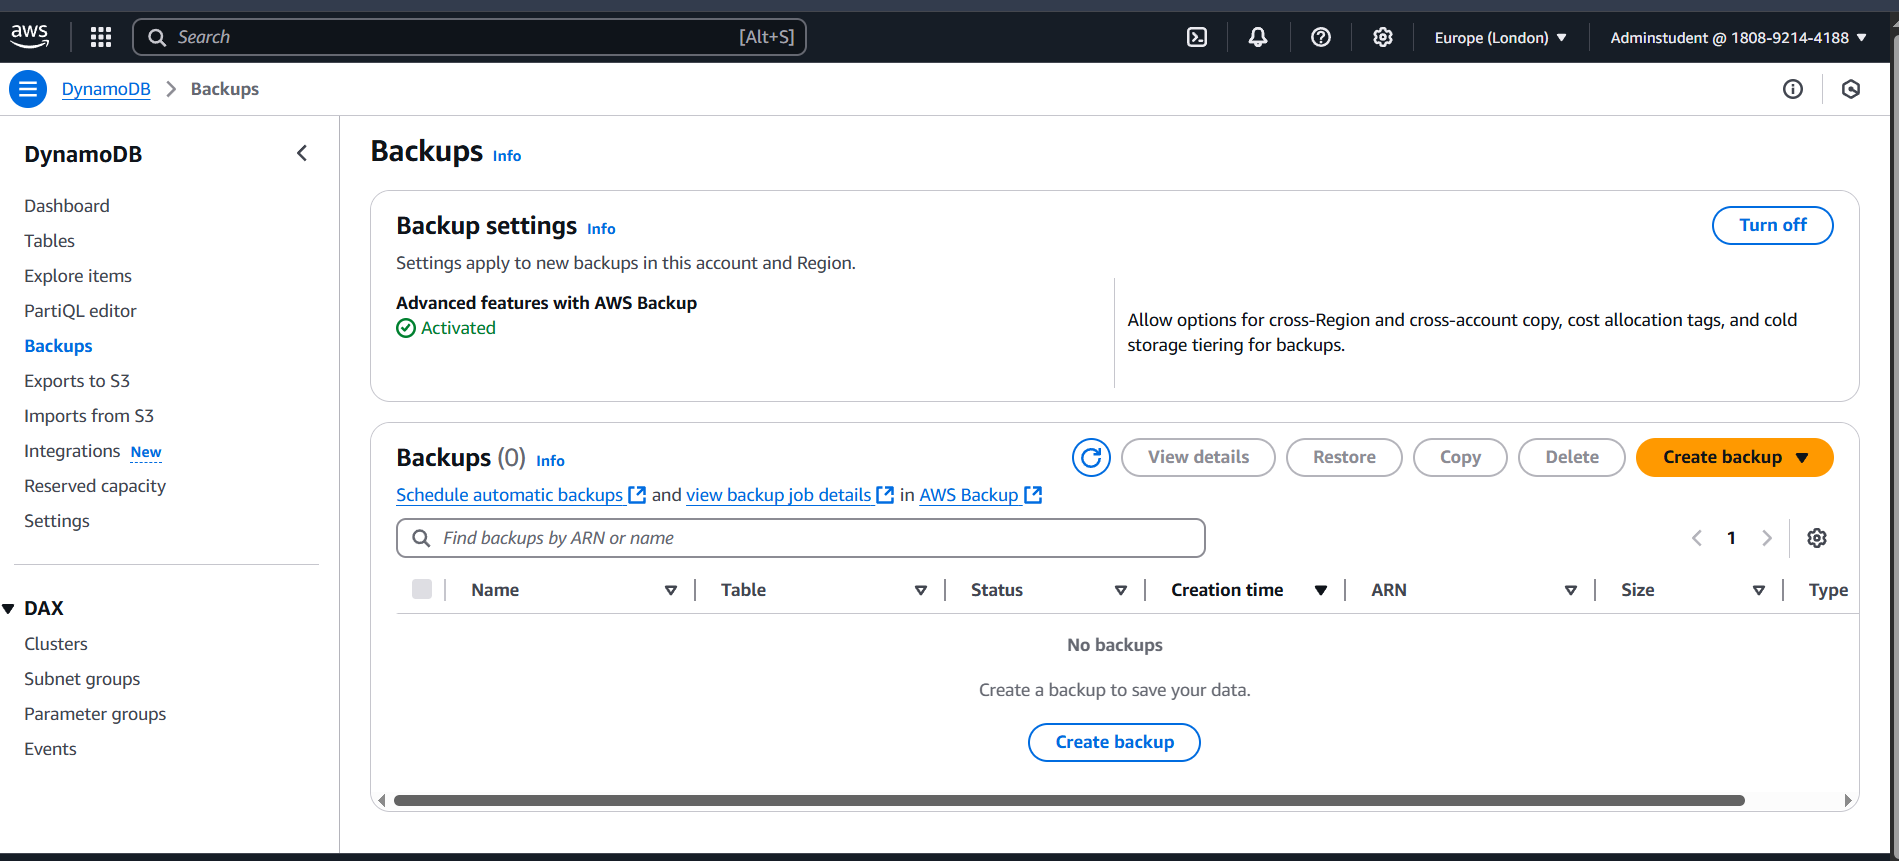 aws
Search [Alt+S]
Europe (London) Adminstudent @ 1808-9214-4188
DynamoDB > Backups
DynamoDB
Dashboard
Tables
Explore items
PartiQL editor
Backups
Exports to S3
Imports from S3
Integrations New
Reserved capacity
Settings
DAX
Clusters
Subnet groups
Parameter groups
Events
Backups Info
Backup settings Info
Turn off
Settings apply to new backups in this account and Region.
Advanced features with AWS Backup
Activated
Allow options for cross-Region and cross-account copy, cost allocation tags, and cold
storage tiering for backups.
Backups (0) Info
View details Restore Copy Delete Create backup
Schedule automatic backups and view backup job details in AWS Backup
Find backups by ARN or name
1
Name Table Status Creation time ARN Size Type
No backups
Create a backup to save your data.
Create backup